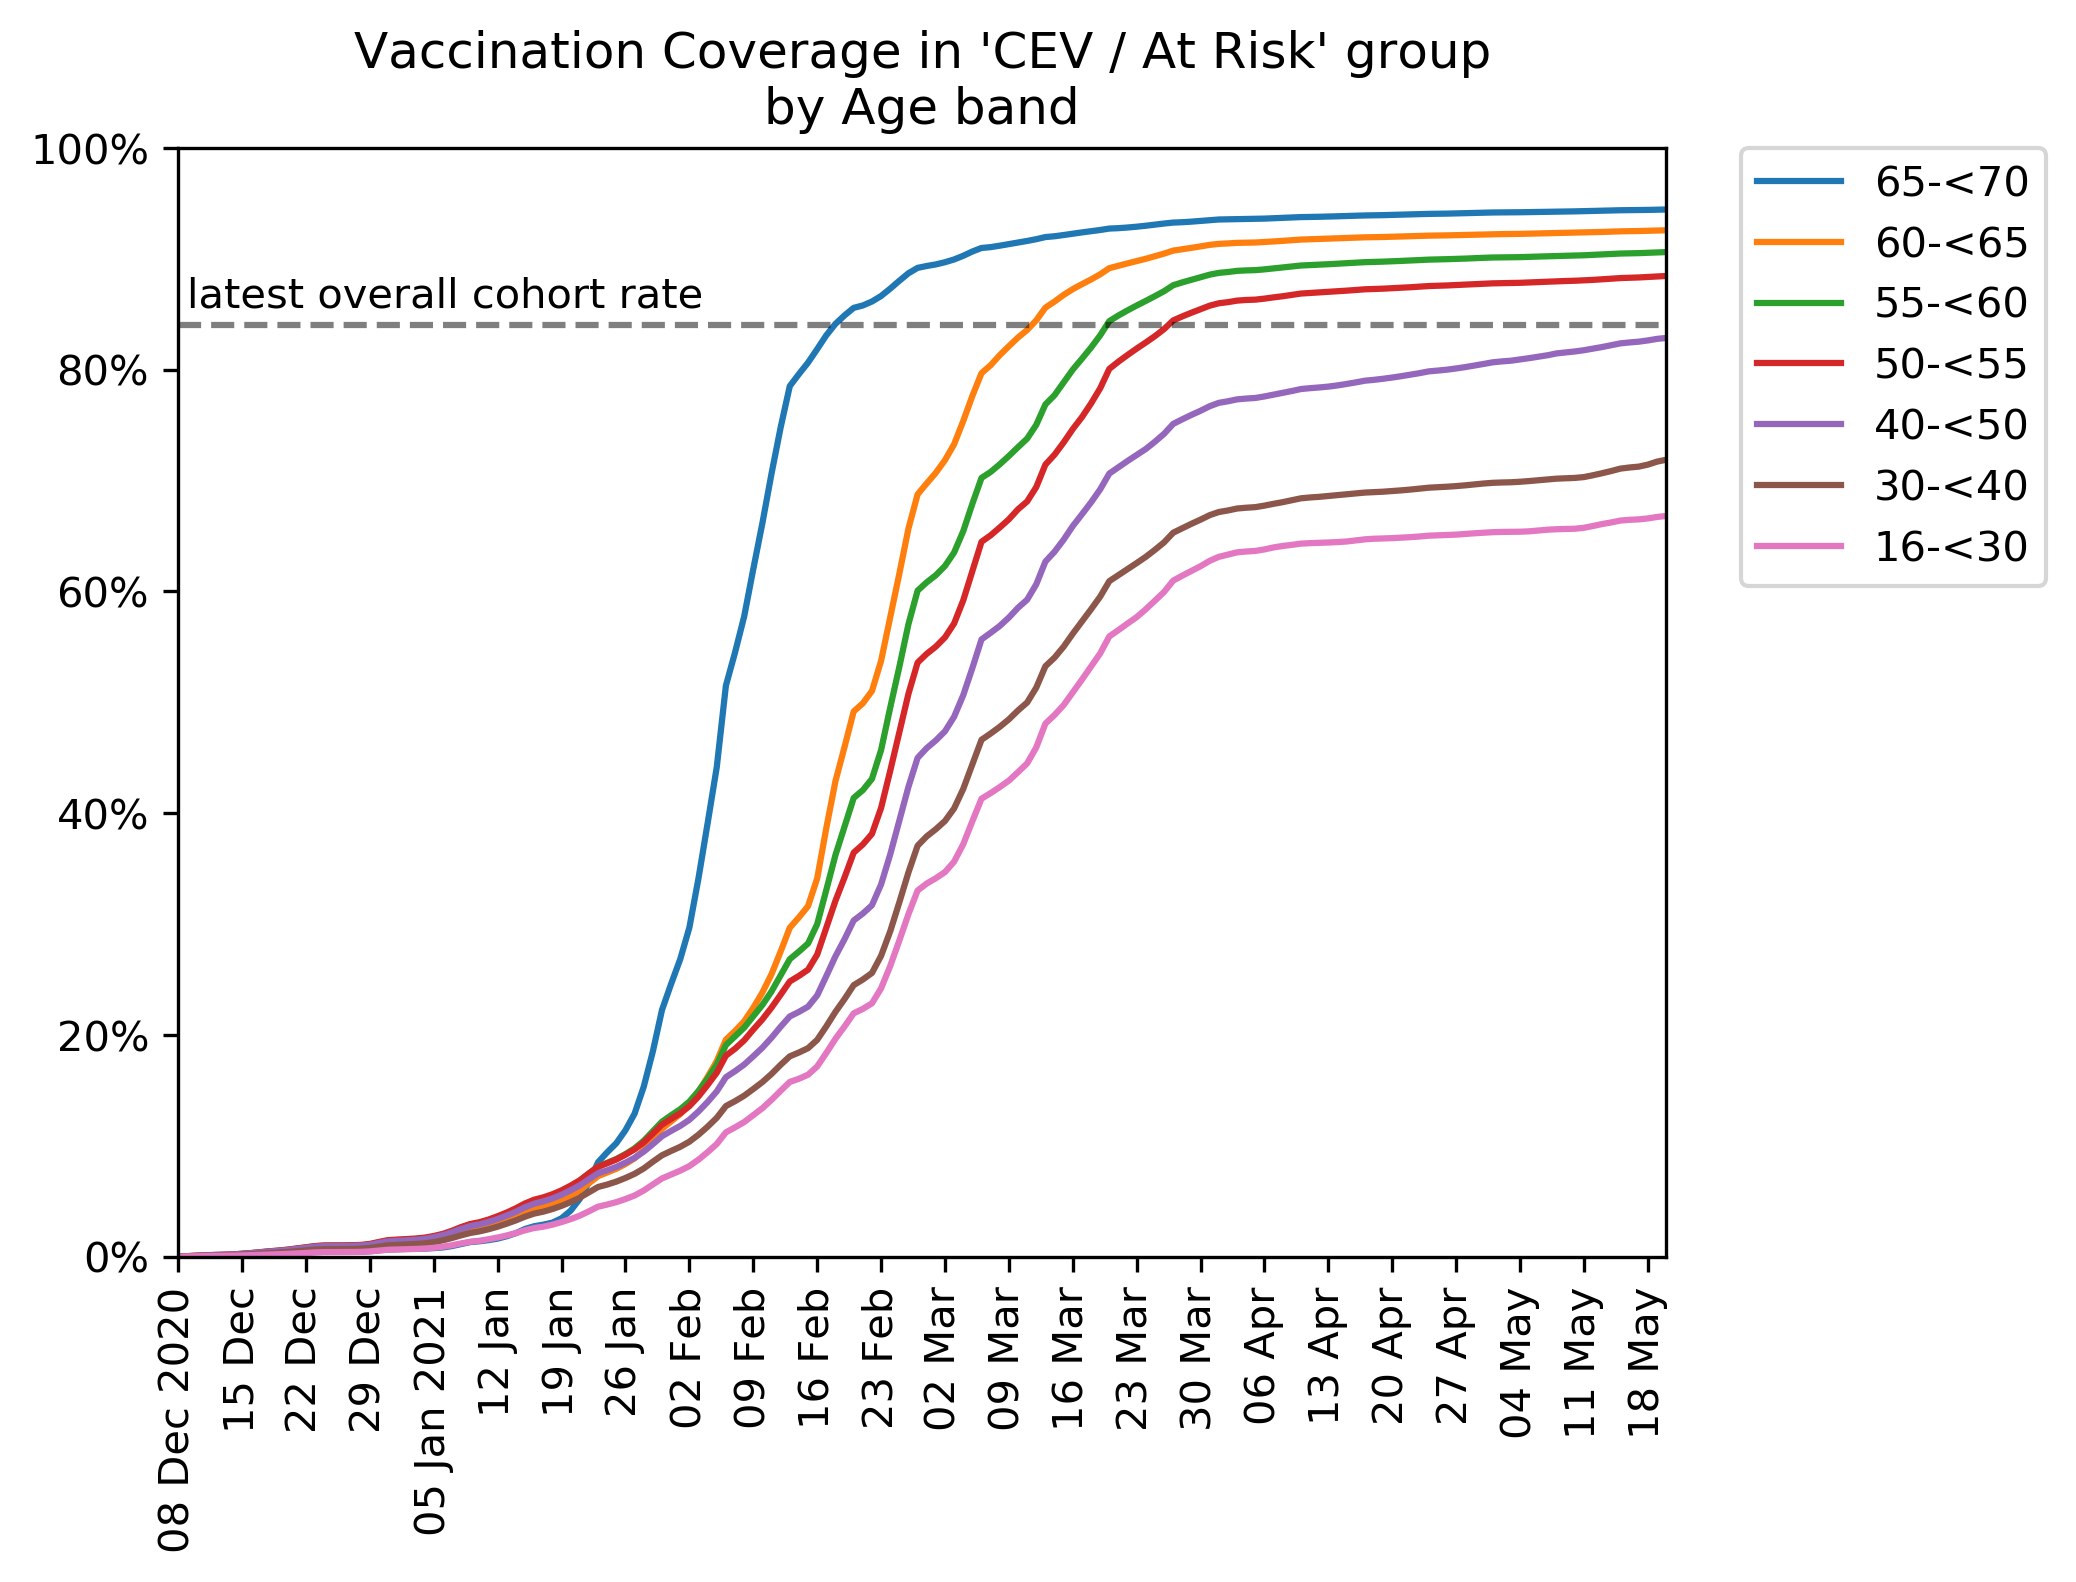 Vaccination Coverage in 'CEV / At Risk' group
by Age band
100%
80%
60%
40%
20%
0%
latest overall cohort rate
65-<70
60-<65
55-<60
50-<55
40-<50
30-<40
16-<30
08 Dec 2020
15 Dec
22 Dec
29 Dec
05 Jan 2021
12 Jan
19 Jan
26 Jan
02 Feb
09 Feb
16 Feb
23 Feb
02 Mar
09 Mar
16 Mar
23 Mar
30 Mar
06 Apr
13 Apr
20 Apr
27 Apr
04 May
11 May
18 May